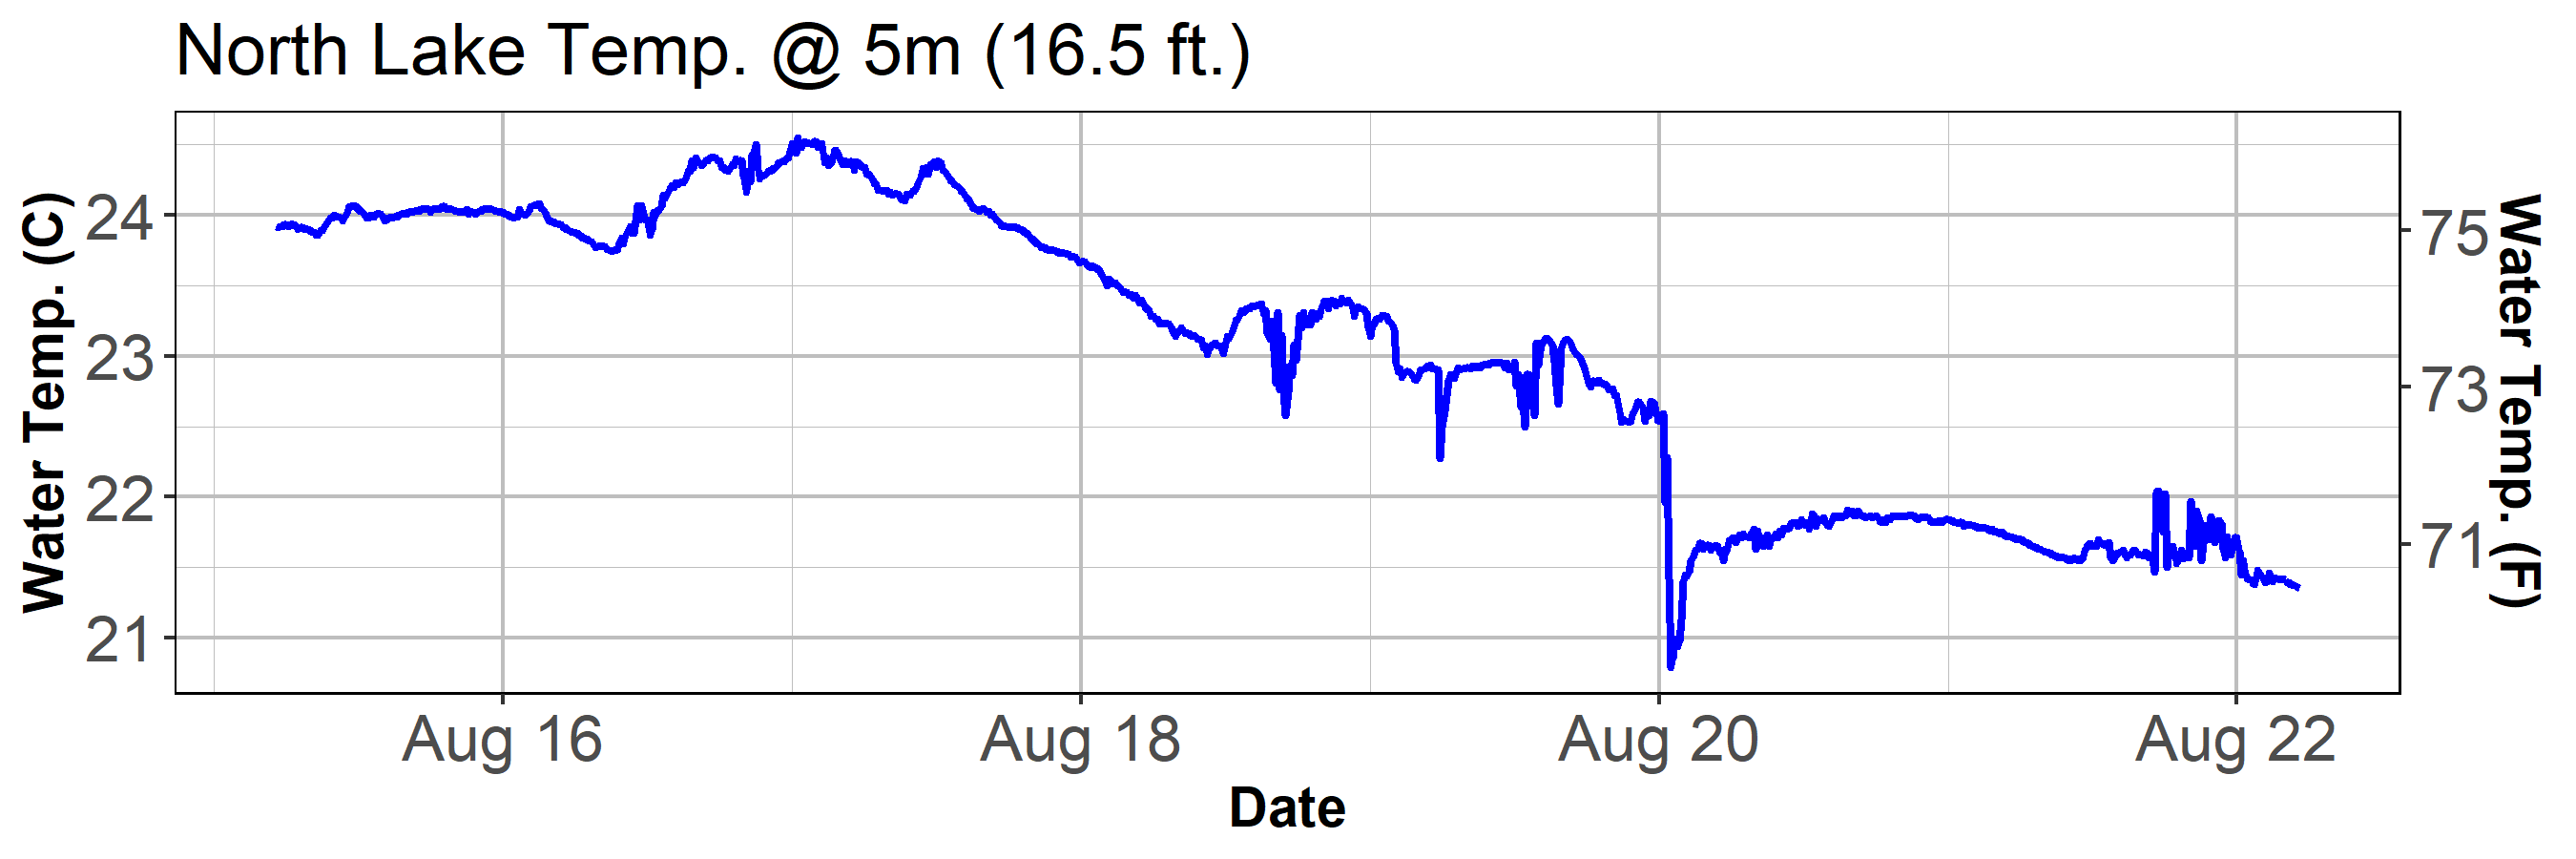 North Lake Temp. @ 5m (16.5 ft.)
Water Temp. (C)
24
23
22
21
75
73
71
Water Temp. (F)
Aug 16
Aug 18
Aug 20
Aug 22
Date